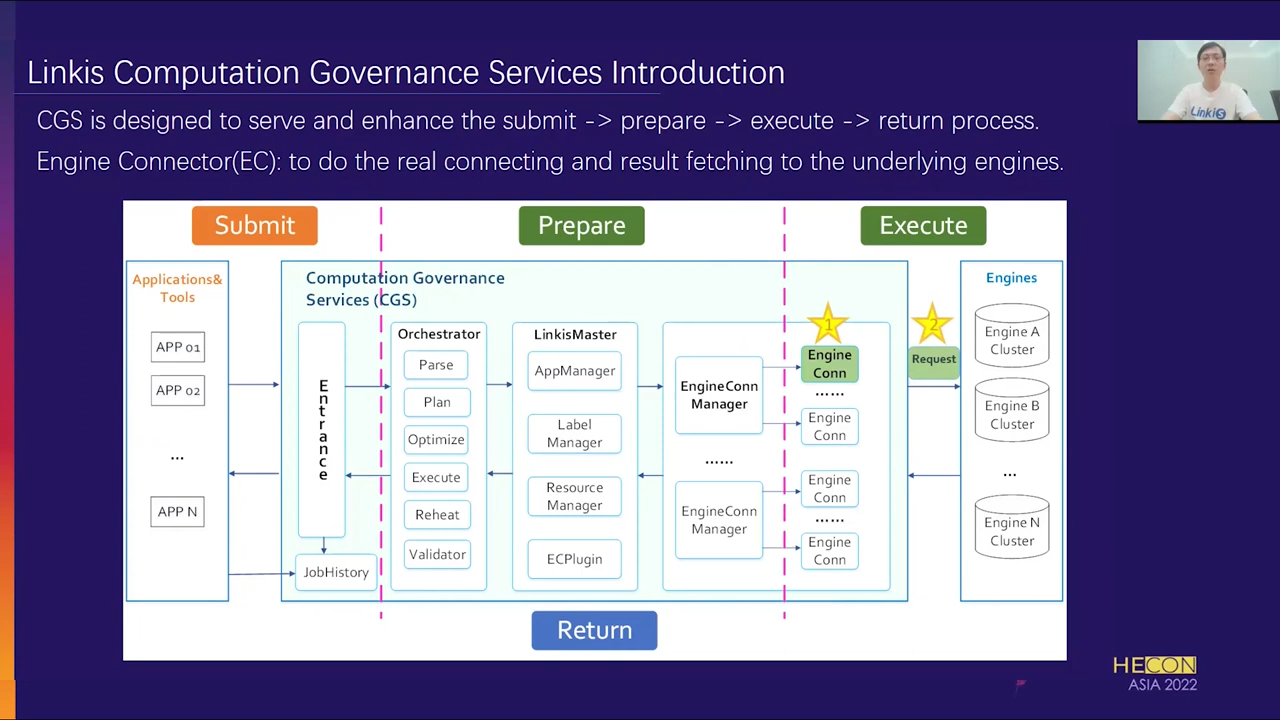 Linkis Computation Governance Services Introduction
CGS is designed to serve and enhance the submit -> prepare -> execute -> return process.
Engine Connector(EC): to do the real connecting and result fetching to the underlying engines.
Submit
Prepare
Execute
Applications&
Tools
APP 01
APP 02
...
APP N
Computation Governance
Services (CGS)
Entrance
JobHistory
Orchestrator
Parse
Plan
Optimize
Execute
Reheat
Validator
LinkisMaster
AppManager
Label
Manager
Resource
Manager
ECPlugin
EngineConn
Manager
......
EngineConn
Manager
1
Engine
Conn
......
Engine
Conn
Engine
Conn
......
Engine
Conn
2
Request
Engines
Engine A
Cluster
Engine B
Cluster
...
Engine N
Cluster
Return
LinkiS
HECON
ASIA 2022